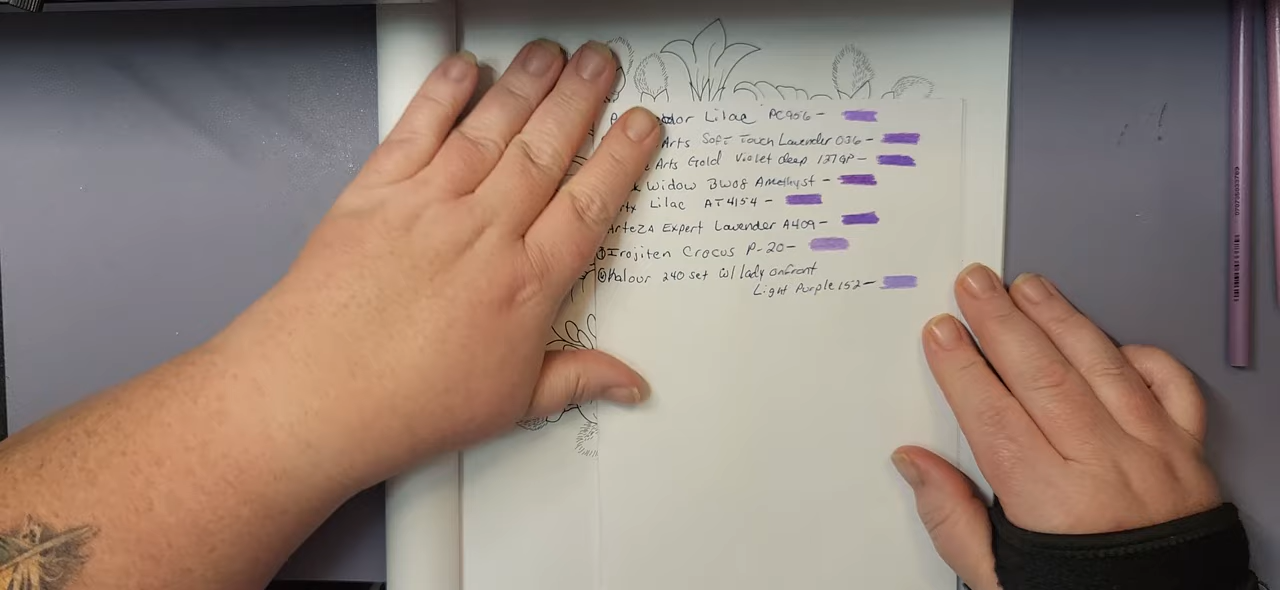 Lilac PC956-
Arts Soft Touch Lavender 036-
Arts Gold Violet deep 137GP-
Widow BW08 Amethyst-
Lilac AT4154-
Arteza Expert Lavender A409-
①Irojiten Crocus P-20-
@Kalour 240 set w/ lady on front
Light Purple 152-